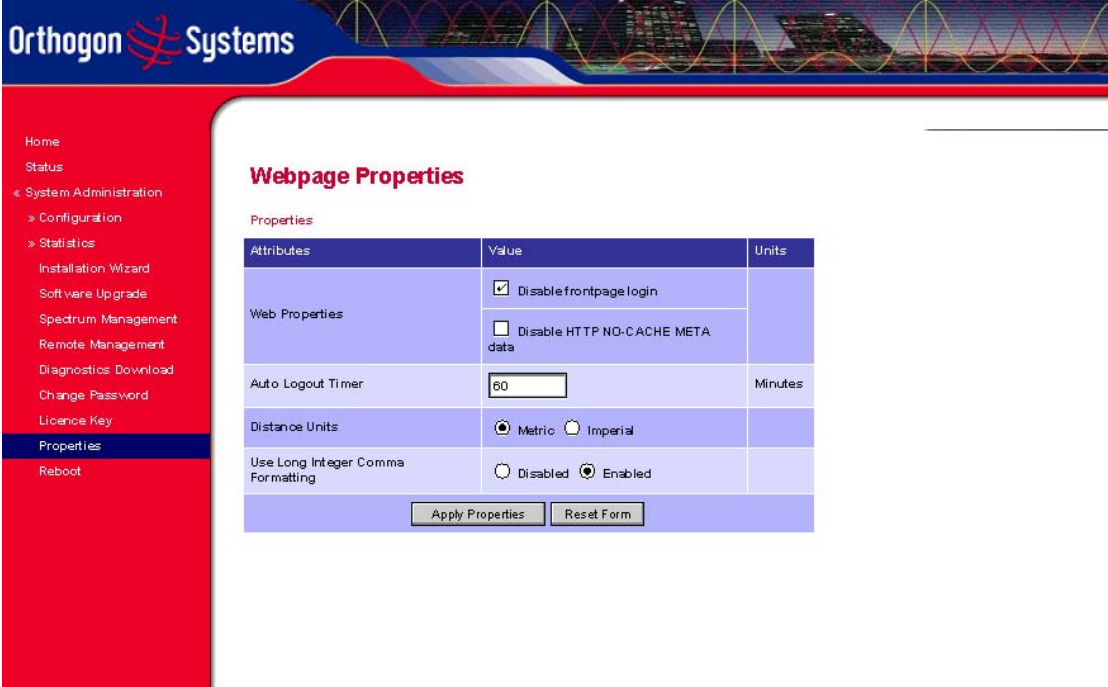 Orthogon Systems
Home
Status
« System Administration
» Configuration
» Statistics
Installation Wizard
Software Upgrade
Spectrum Management
Remote Management
Diagnostics Download
Change Password
Licence Key
Properties
Reboot
Webpage Properties
Properties
Attributes Value Units
Web Properties
Disable frontpage login
Disable HTTP NO-CACHE META
data
Auto Logout Timer 60 Minutes
Distance Units Metric Imperial
Use Long Integer Comma
Formatting
Disabled Enabled
Apply Properties Reset Form